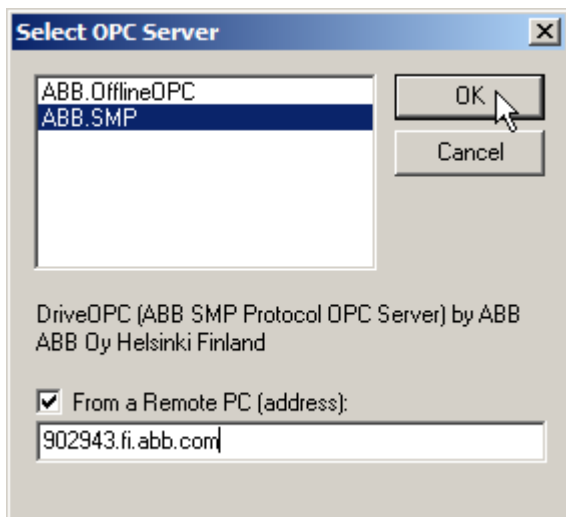 Select OPC Server
ABB.OfflineOPC
ABB.SMP
OK
Cancel
DriveOPC (ABB SMP Protocol OPC Server) by ABB
ABB Oy Helsinki Finland
From a Remote PC (address):
902943.fi.abb.com